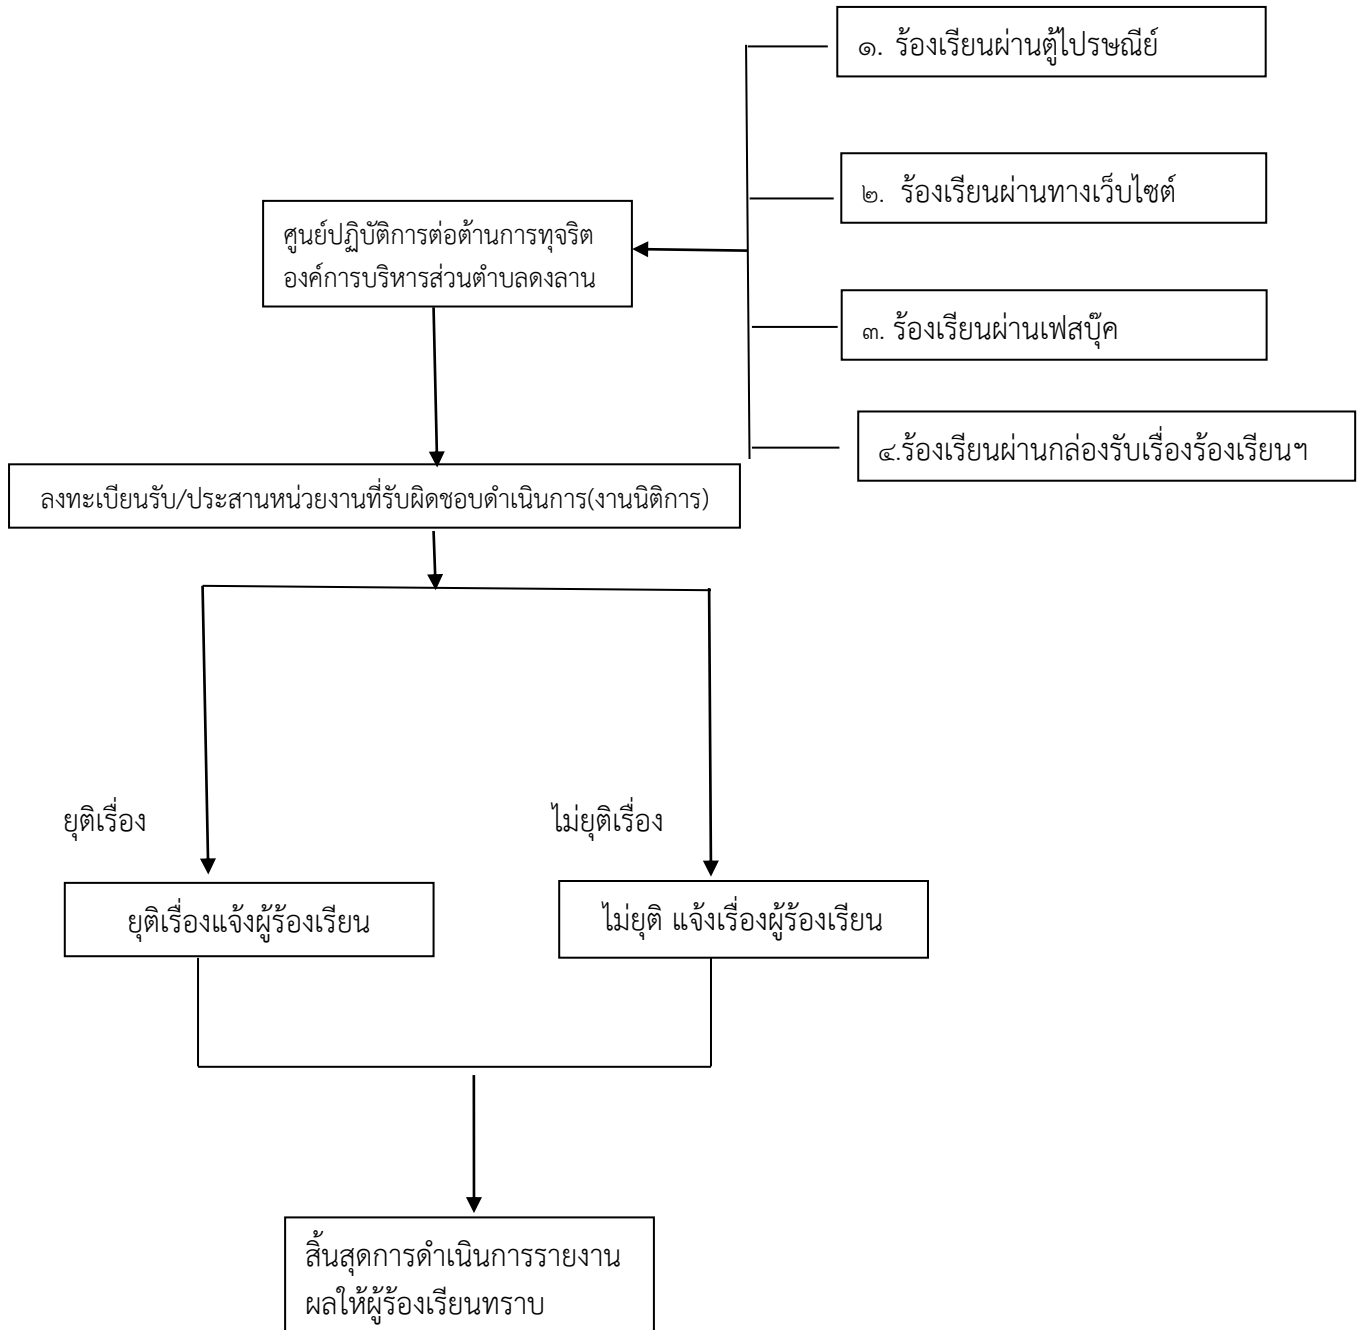 ๑. ร้องเรียนผ่านตู้ไปรษณีย์
๒. ร้องเรียนผ่านทางเว็บไซต์
ศูนย์ปฏิบัติการต่อต้านการทุจริต
องค์การบริหารส่วนตำบลดงลาน
๓. ร้องเรียนผ่านเฟสบุ๊ค
๔.ร้องเรียนผ่านกล่องรับเรื่องร้องเรียนฯ
ลงทะเบียนรับ/ประสานหน่วยงานที่รับผิดชอบดำเนินการ(งานนิติการ)
ยุติเรื่อง
ไม่ยุติเรื่อง
ยุติเรื่องแจ้งผู้ร้องเรียน
ไม่ยุติ แจ้งเรื่องผู้ร้องเรียน
สิ้นสุดการดำเนินการรายงาน
ผลให้ผู้ร้องเรียนทราบ